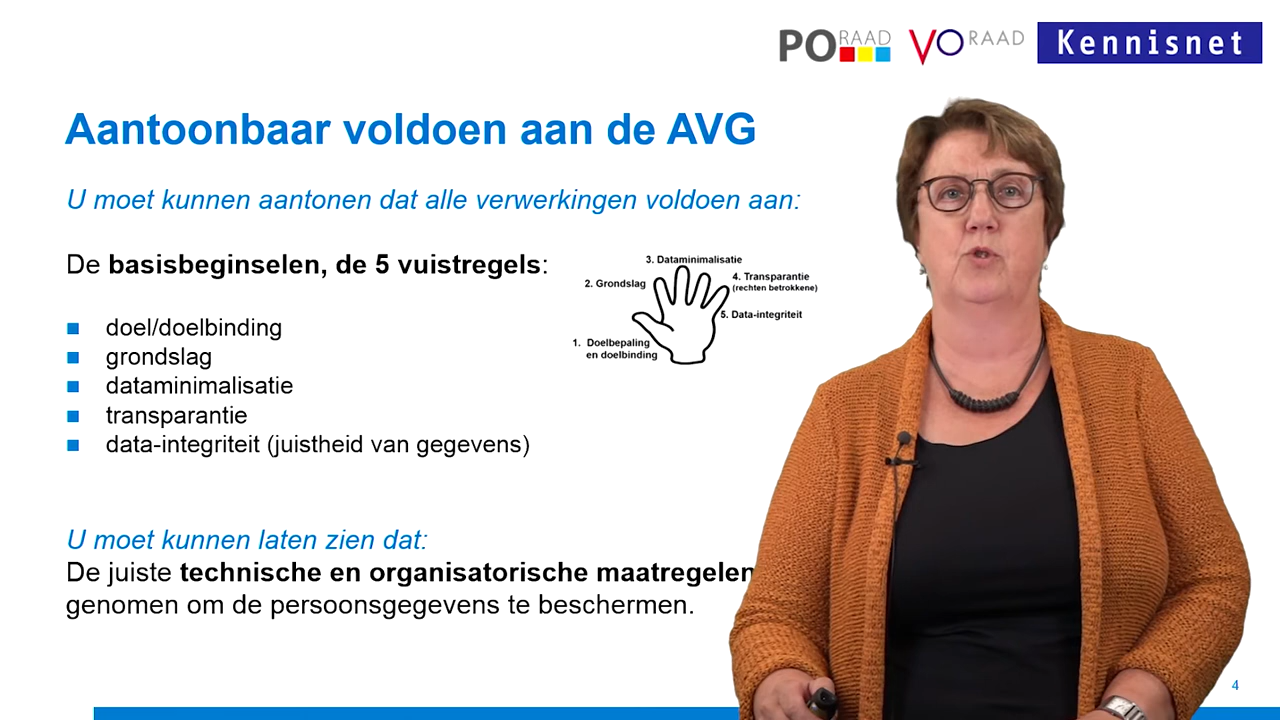 PO RAAD VO RAAD Kennisnet
Aantoonbaar voldoen aan de AVG
U moet kunnen aantonen dat alle verwerkingen voldoen aan:
De basisbeginselen, de 5 vuistregels:
doel/doelbinding
grondslag
dataminimalisatie
transparantie
data-integriteit (juistheid van gegevens)
3. Dataminimalisatie
2. Grondslag
4. Transparantie
(rechten betrokkene)
5. Data-integriteit
1. Doelbepaling
en doelbinding
U moet kunnen laten zien dat:
De juiste technische en organisatorische maatregelen
genomen om de persoonsgegevens te beschermen.
4